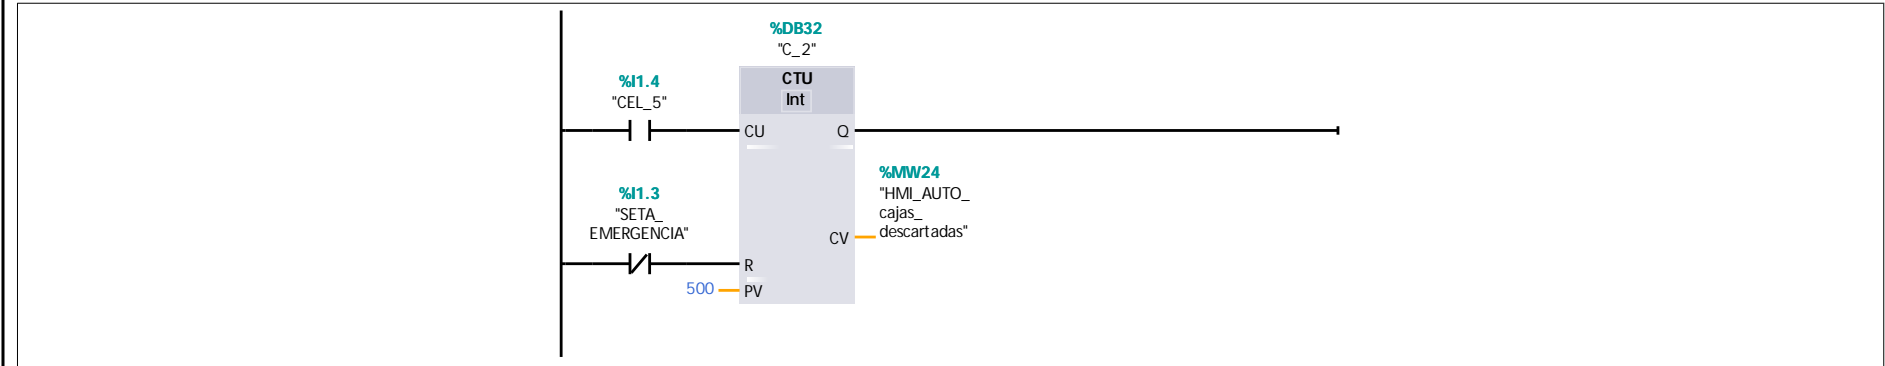 %DB32
"C_2"
%I1.4
"CEL_5"
CTU
Int
CU
Q
%MW24
"HMI_AUTO_
cajas_
descartadas"
CV
%I1.3
"SETA_
EMERGENCIA"
R
500
PV